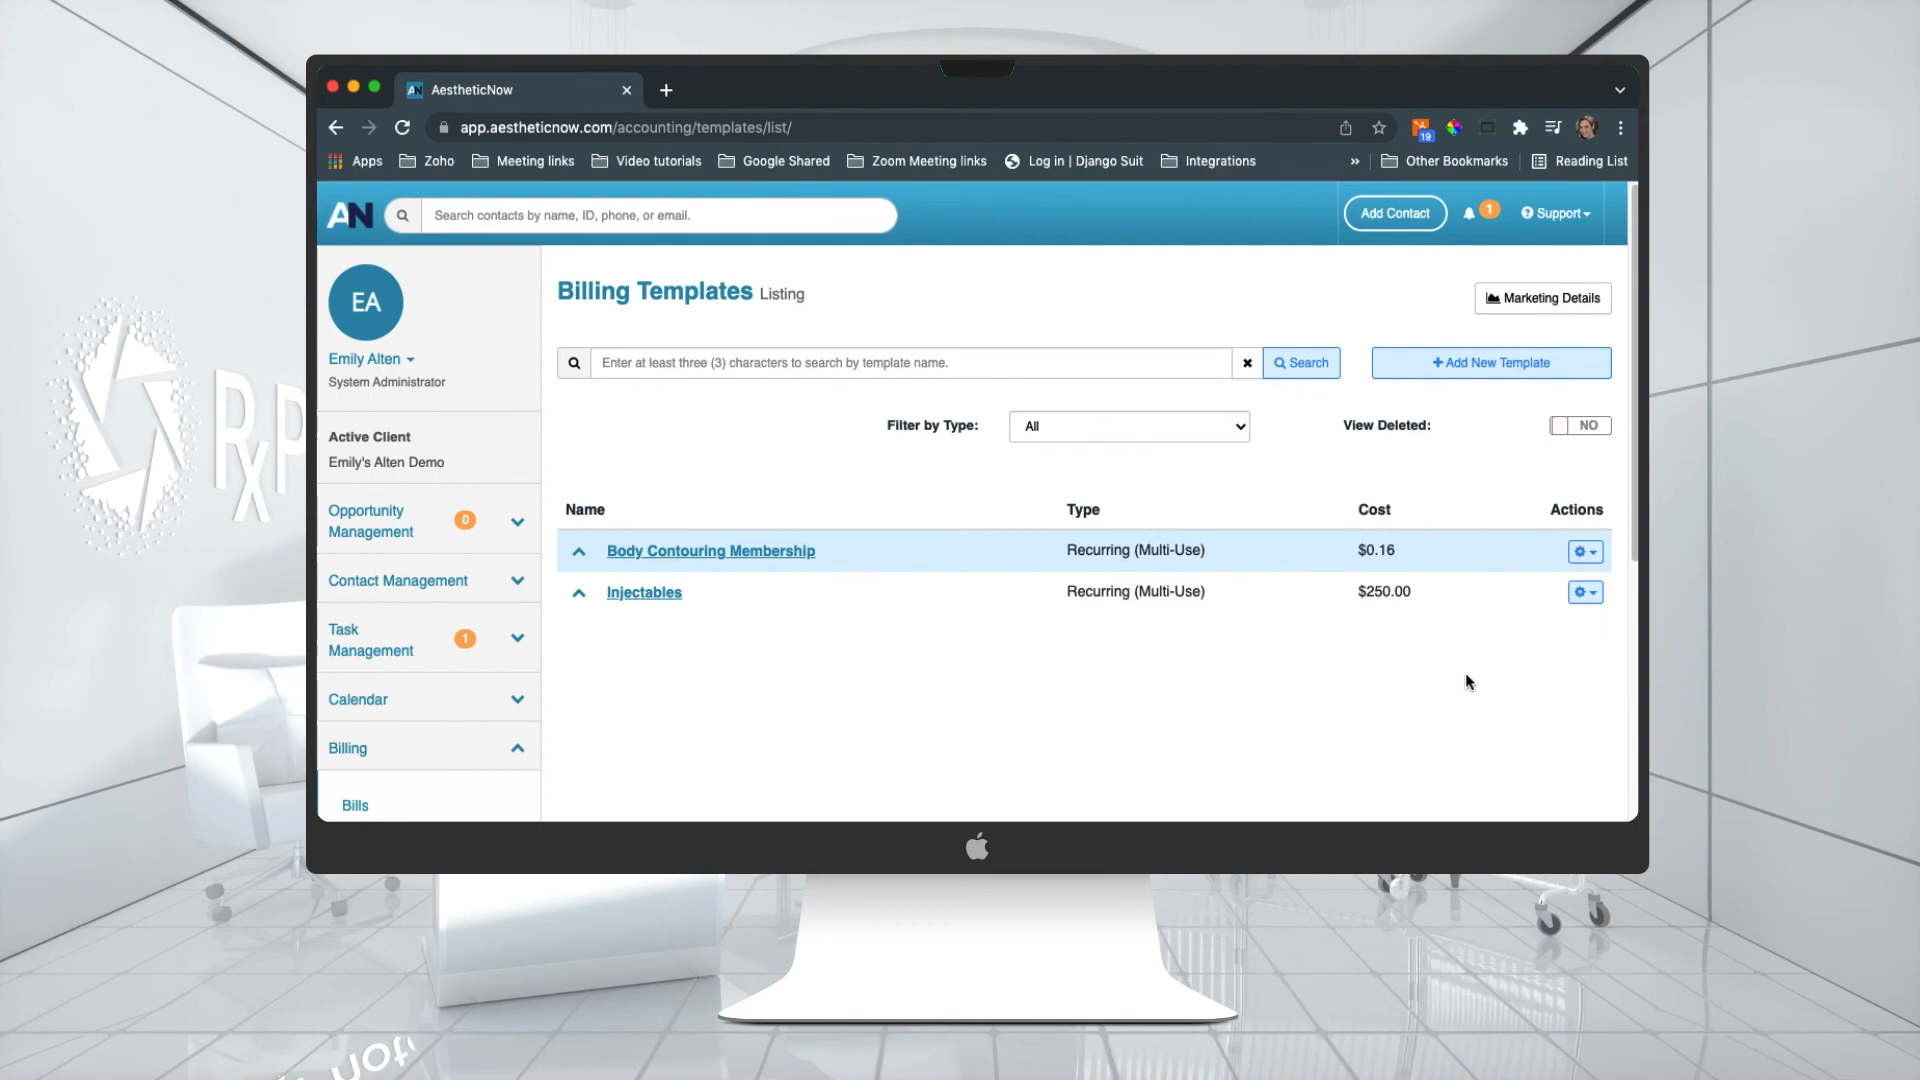 AestheticNow
app.aestheticnow.com/accounting/templates/list/
19
Apps Zoho Meeting links Video tutorials Google Shared Zoom Meeting links Log in | Django Suit Integrations » Other Bookmarks Reading List
AN Search contacts by name, ID, phone, or email. Add Contact 1 Support
EA
Emily Alten
System Administrator
Active Client
Emily's Alten Demo
Opportunity
Management
0
Contact Management
Task
Management
1
Calendar
Billing
Bills
Billing Templates Listing
Marketing Details
Enter at least three (3) characters to search by template name. Search + Add New Template
Filter by Type: All View Deleted: NO
Name Type Cost Actions
Body Contouring Membership Recurring (Multi-Use) $0.16
Injectables Recurring (Multi-Use) $250.00
RxP